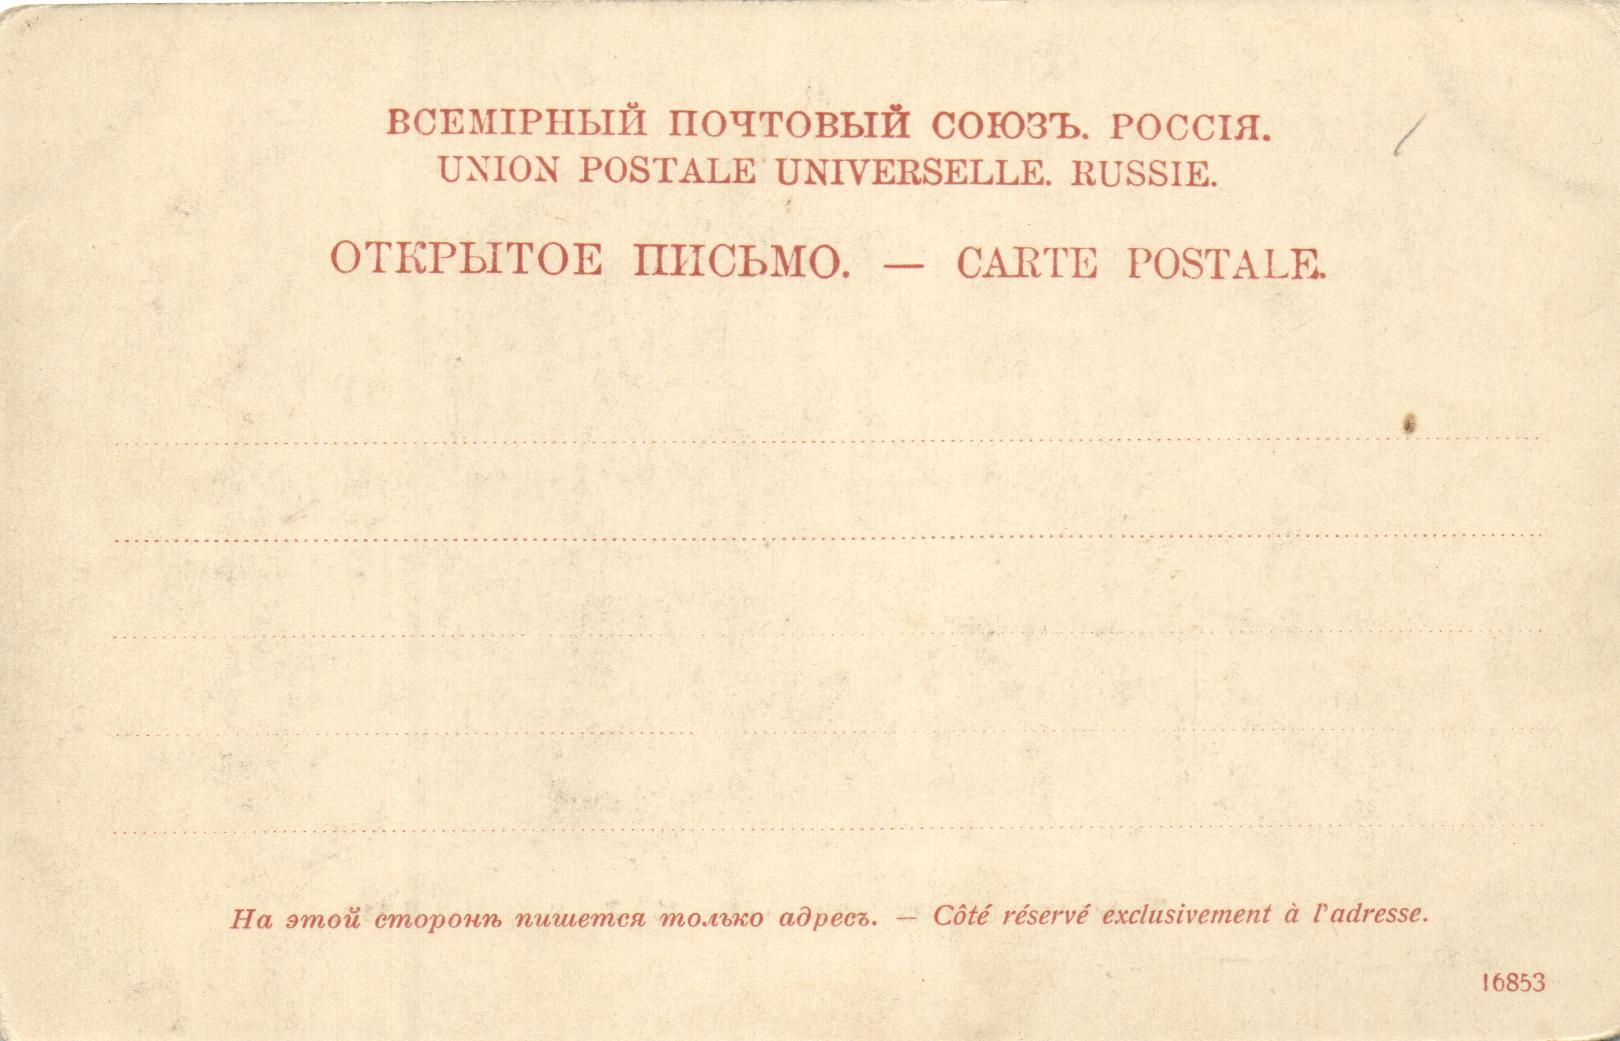 ВСЕМІРНЫЙ ПОЧТОВЫЙ СОЮЗЪ. РОССІЯ.
UNION POSTALE UNIVERSELLE. RUSSIE.
ОТКРЫТОЕ ПИСЬМО. — CARTE POSTALE.
На этой сторонѣ пишется только адресъ. — Côté réservé exclusivement à l'adresse.
16853